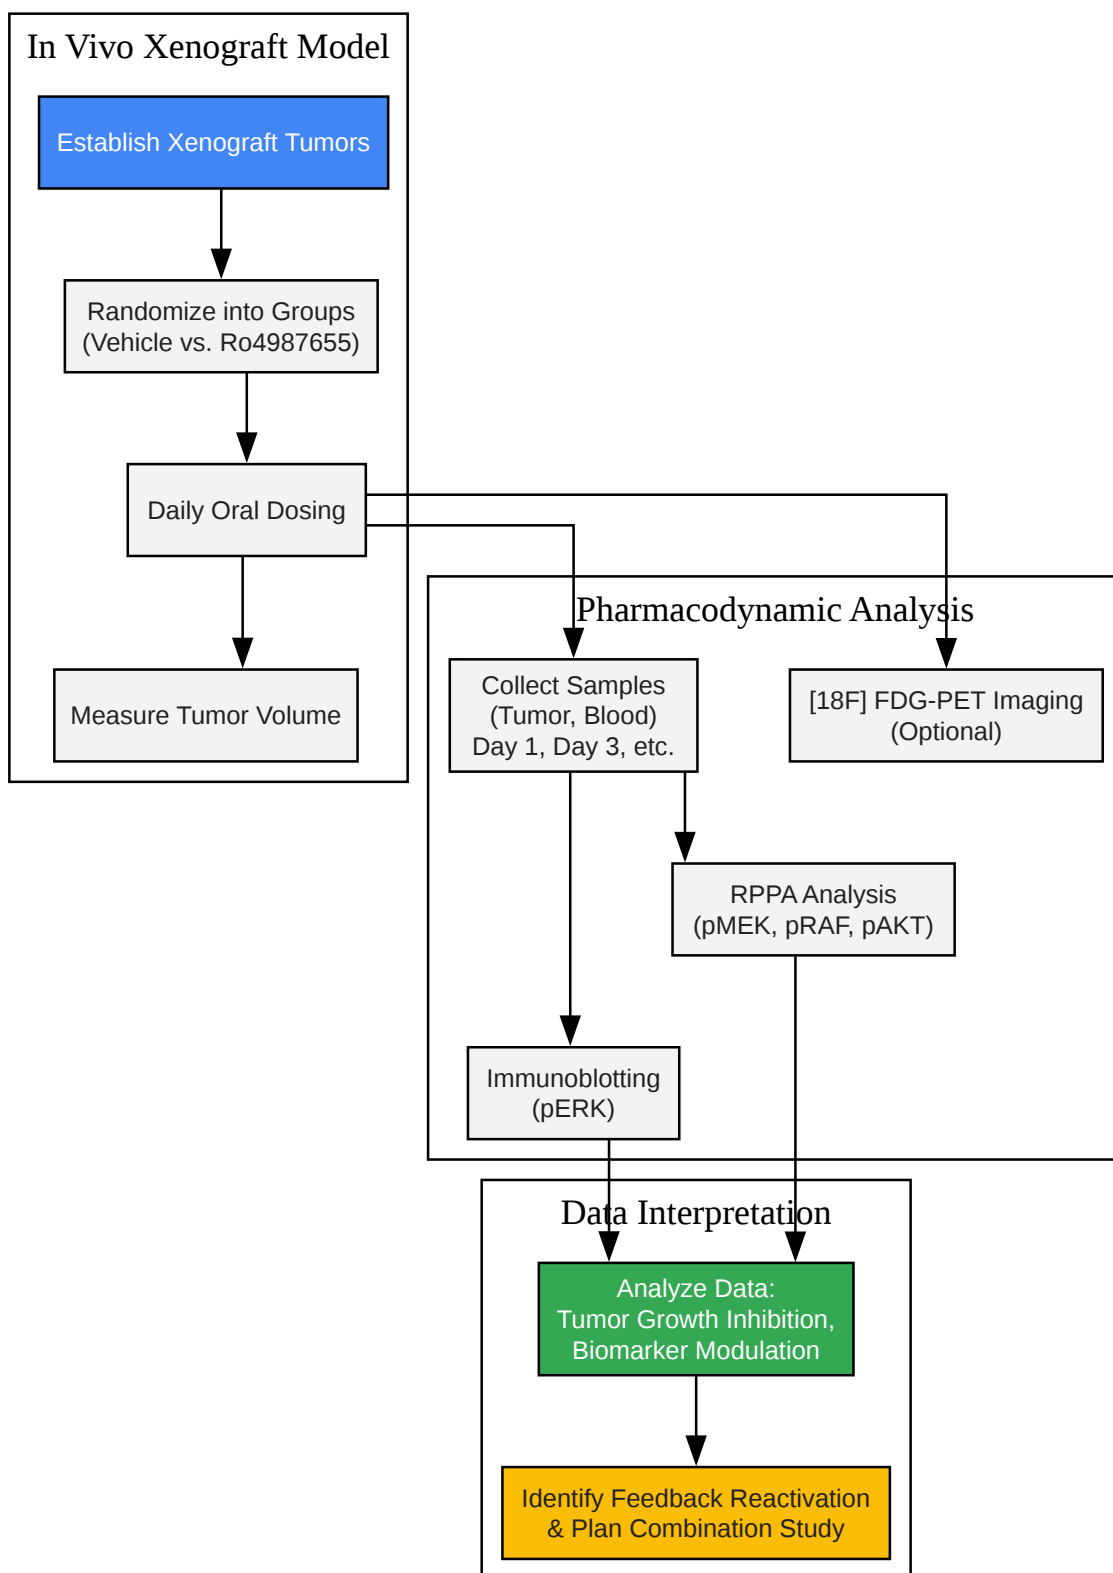 In Vivo Xenograft Model
Establish Xenograft Tumors
Randomize into Groups
(Vehicle vs. Ro4987655)
Daily Oral Dosing
Measure Tumor Volume
Pharmacodynamic Analysis
Collect Samples
(Tumor, Blood)
Day 1, Day 3, etc.
[18F] FDG-PET Imaging
(Optional)
RPPA Analysis
(pMEK, pRAF, pAKT)
Immunoblotting
(pERK)
Data Interpretation
Analyze Data:
Tumor Growth Inhibition,
Biomarker Modulation
Identify Feedback Reactivation
& Plan Combination Study